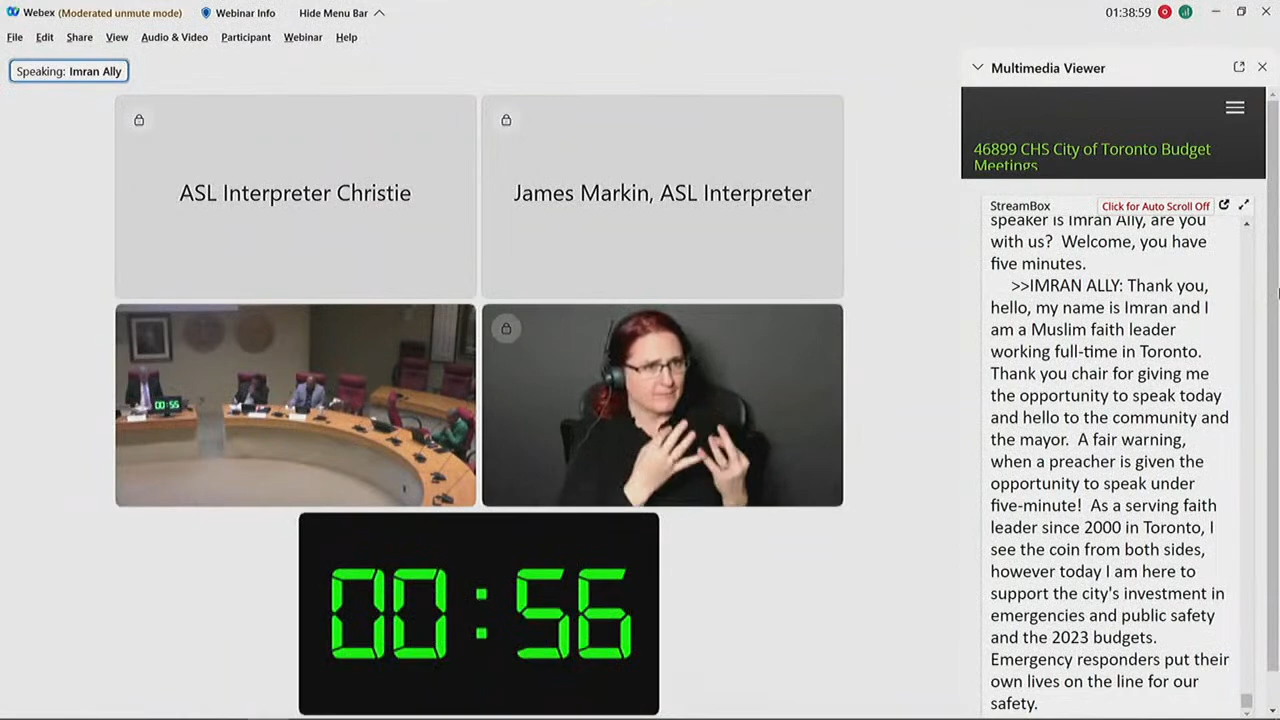 Webex (Moderated unmute mode) Webinar Info Hide Menu Bar 01:38:59
File Edit Share View Audio & Video Participant Webinar Help
Speaking: Imran Ally
Multimedia Viewer
46899 CHS City of Toronto Budget
Meetings
StreamBox Click for Auto Scroll Off
speaker is Imran Ally, are you
with us? Welcome, you have
five minutes.
>>IMRAN ALLY: Thank you,
hello, my name is Imran and I
am a Muslim faith leader
working full-time in Toronto.
Thank you chair for giving me
the opportunity to speak today
and hello to the community and
the mayor. A fair warning,
when a preacher is given the
opportunity to speak under
five-minute! As a serving faith
leader since 2000 in Toronto, I
see the coin from both sides,
however today I am here to
support the city's investment in
emergencies and public safety
and the 2023 budgets.
Emergency responders put their
own lives on the line for our
safety.
ASL Interpreter Christie
James Markin, ASL Interpreter
00:56
00:56